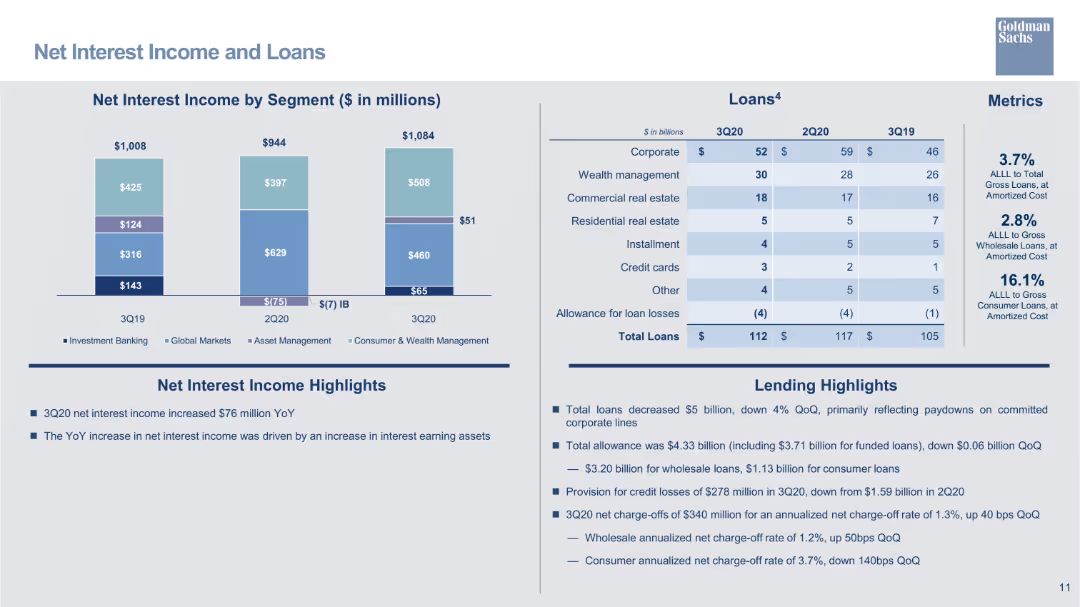 Net Interest Income and Loans
Goldman
Sachs
Net Interest Income by Segment ($ in millions)
$1,008
$944
$1,084
$425
$124
$316
$143
$397
$629
$(75)
$(7) IB
$508
$51
$460
$65
3Q19
2Q20
3Q20
Investment Banking
Global Markets
Asset Management
Consumer & Wealth Management
Loans4
$ in billions 3Q20 2Q20 3Q19
Corporate $ 52 $ 59 $ 46
Wealth management 30 28 26
Commercial real estate 18 17 16
Residential real estate 5 5 7
Installment 4 5 5
Credit cards 3 2 1
Other 4 5 5
Allowance for loan losses (4) (4) (1)
Total Loans $ 112 $ 117 $ 105
Metrics
3.7%
ALLL to Total
Gross Loans, at
Amortized Cost
2.8%
ALLL to Gross
Wholesale Loans, at
Amortized Cost
16.1%
ALLL to Gross
Consumer Loans, at
Amortized Cost
Net Interest Income Highlights
3Q20 net interest income increased $76 million YoY
The YoY increase in net interest income was driven by an increase in interest earning assets
Lending Highlights
Total loans decreased $5 billion, down 4% QoQ, primarily reflecting paydowns on committed
corporate lines
Total allowance was $4.33 billion (including $3.71 billion for funded loans), down $0.06 billion QoQ
— $3.20 billion for wholesale loans, $1.13 billion for consumer loans
Provision for credit losses of $278 million in 3Q20, down from $1.59 billion in 2Q20
3Q20 net charge-offs of $340 million for an annualized net charge-off rate of 1.3%, up 40 bps QoQ
— Wholesale annualized net charge-off rate of 1.2%, up 50bps QoQ
— Consumer annualized net charge-off rate of 3.7%, down 140bps QoQ
11